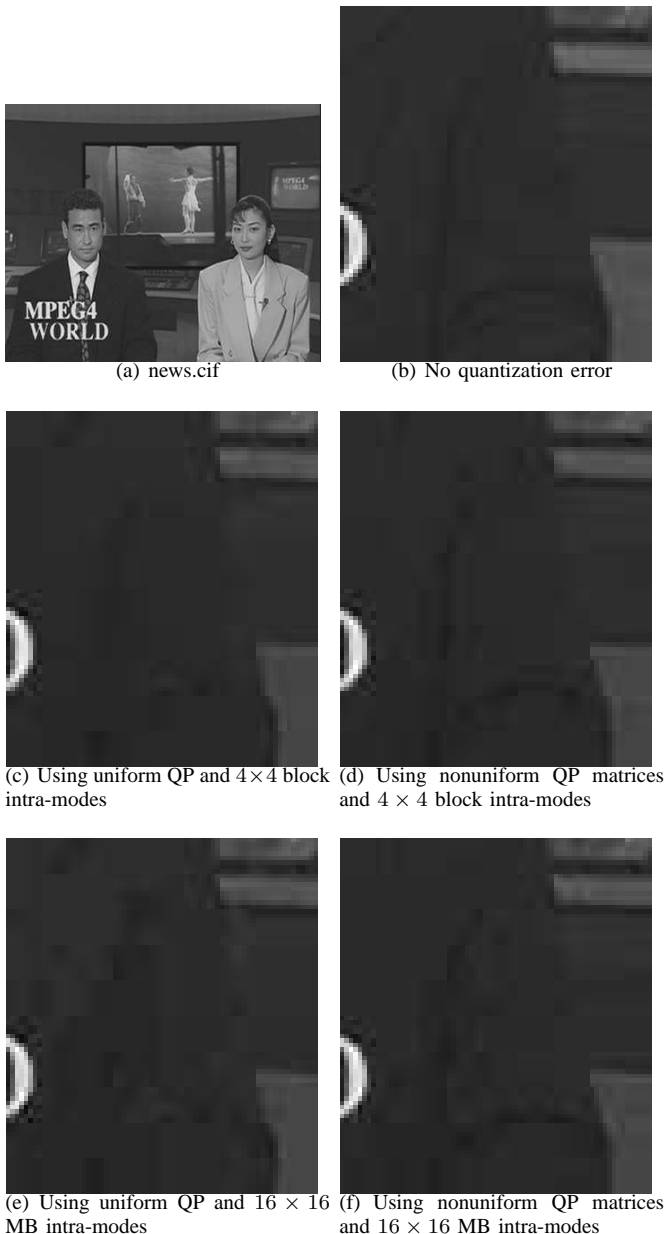 MPEG4
WORLD
MPEG4
WORLD
(a) news.cif
(b) No quantization error
(c) Using uniform QP and 4×4 block
intra-modes
(d) Using nonuniform QP matrices
and 4 × 4 block intra-modes
(e) Using uniform QP and 16 × 16
MB intra-modes
(f) Using nonuniform QP matrices
and 16 × 16 MB intra-modes